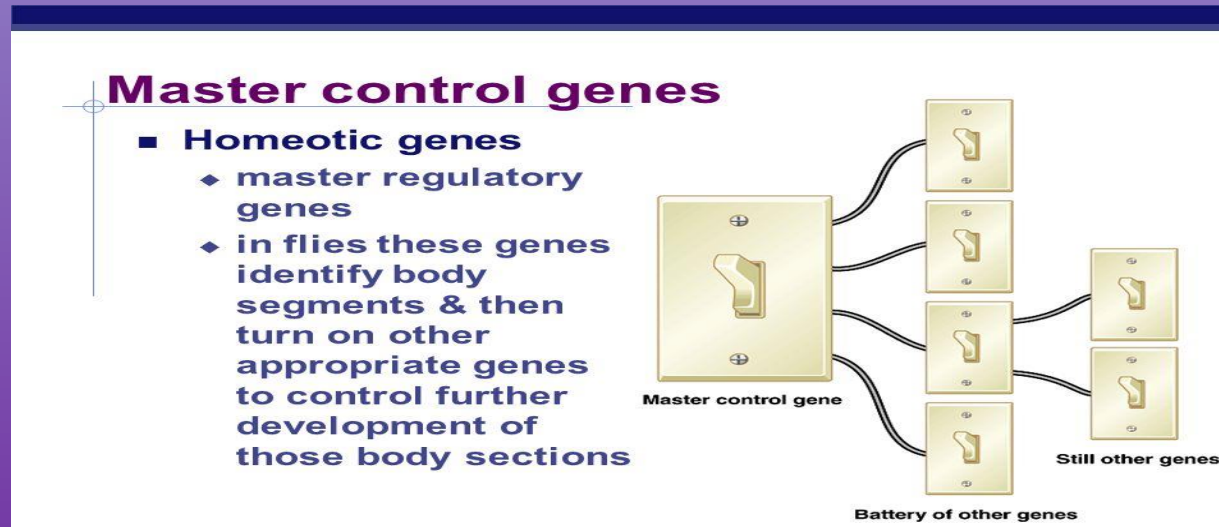 Master control genes
■ Homeotic genes
◆ master regulatory
genes
◆ in flies these genes
identify body
segments & then
turn on other
appropriate genes
to control further
development of
those body sections
Master control gene
Still other genes
Battery of other genes